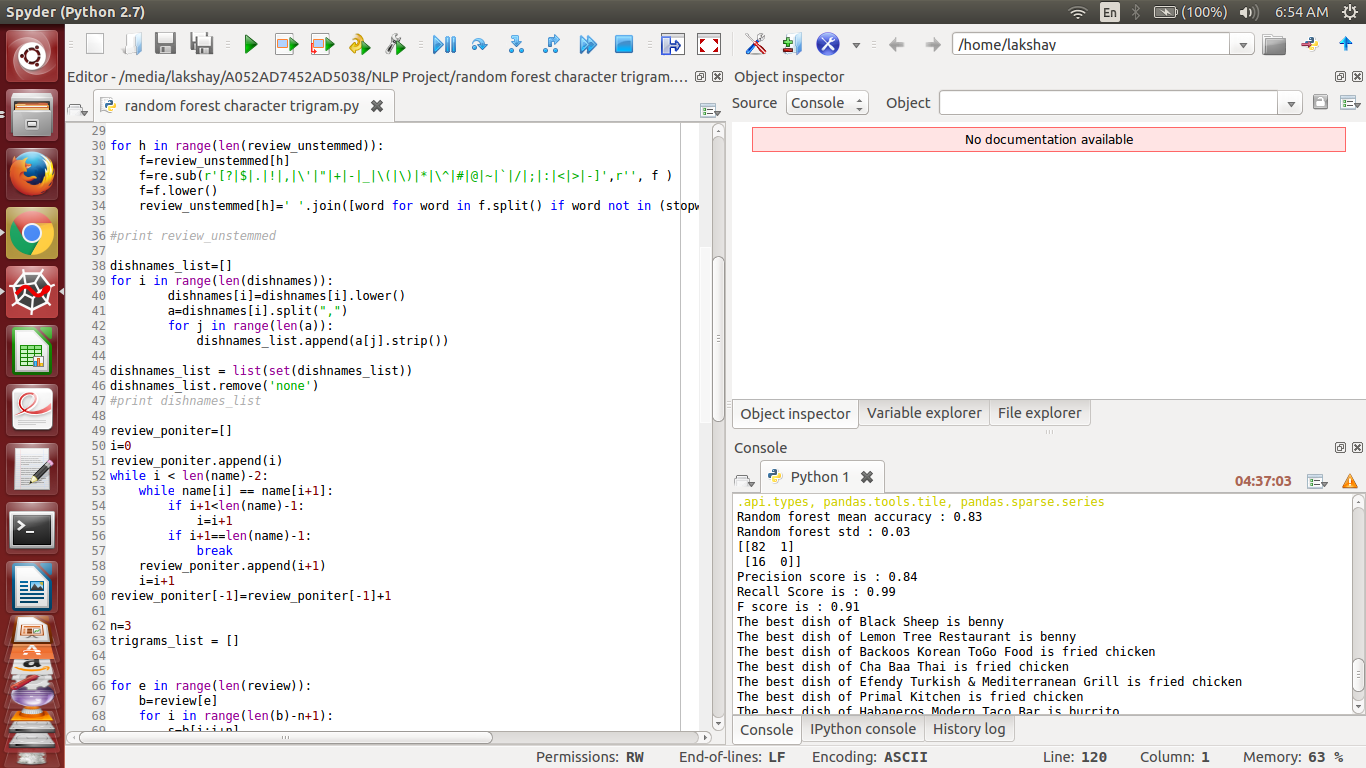 Spyder (Python 2.7)
En
(100%)
6:54 AM
/home/lakshay
Editor - /media/lakshay/A052AD7452AD5038/NLP Project/random forest character trigram....
random forest character trigram.py
29
30 for h in range(len(review_unstemmed)):
31     f=review_unstemmed[h]
32     f=re.sub(r'[?|$|.|!|,|\'|"|+|-|_|\(|\)|*|\^|#|@|~|`|/|;|:|<|>|-]',r'', f )
33     f=f.lower()
34     review_unstemmed[h]=' '.join([word for word in f.split() if word not in (stopw
35
36 #print review_unstemmed
37
38 dishnames_list=[]
39 for i in range(len(dishnames)):
40         dishnames[i]=dishnames[i].lower()
41         a=dishnames[i].split(",")
42         for j in range(len(a)):
43             dishnames_list.append(a[j].strip())
44
45 dishnames_list = list(set(dishnames_list))
46 dishnames_list.remove('none')
47 #print dishnames_list
48
49 review_poniter=[]
50 i=0
51 review_poniter.append(i)
52 while i < len(name)-2:
53     while name[i] == name[i+1]:
54         if i+1<len(name)-1:
55             i=i+1
56         if i+1==len(name)-1:
57             break
58     review_poniter.append(i+1)
59     i=i+1
60 review_poniter[-1]=review_poniter[-1]+1
61
62 n=3
63 trigrams_list = []
64
65
66 for e in range(len(review)):
67     b=review[e]
68     for i in range(len(b)-n+1):
69         s=b[i:i+n]
Object inspector
Source
Console
Object
No documentation available
Object inspector
Variable explorer
File explorer
Console
Python 1
04:37:03
.api.types, pandas.tools.tile, pandas.sparse.series
Random forest mean accuracy : 0.83
Random forest std : 0.03
[[82  1]
 [16  0]]
Precision score is : 0.84
Recall Score is : 0.99
F score is : 0.91
The best dish of Black Sheep is benny
The best dish of Lemon Tree Restaurant is benny
The best dish of Backoos Korean ToGo Food is fried chicken
The best dish of Cha Baa Thai is fried chicken
The best dish of Efendy Turkish & Mediterranean Grill is fried chicken
The best dish of Primal Kitchen is fried chicken
The best dish of Habaneros Modern Taco Bar is burrito
Console
IPython console
History log
Permissions: RW
End-of-lines: LF
Encoding: ASCII
Line: 120
Column: 1
Memory: 63 %